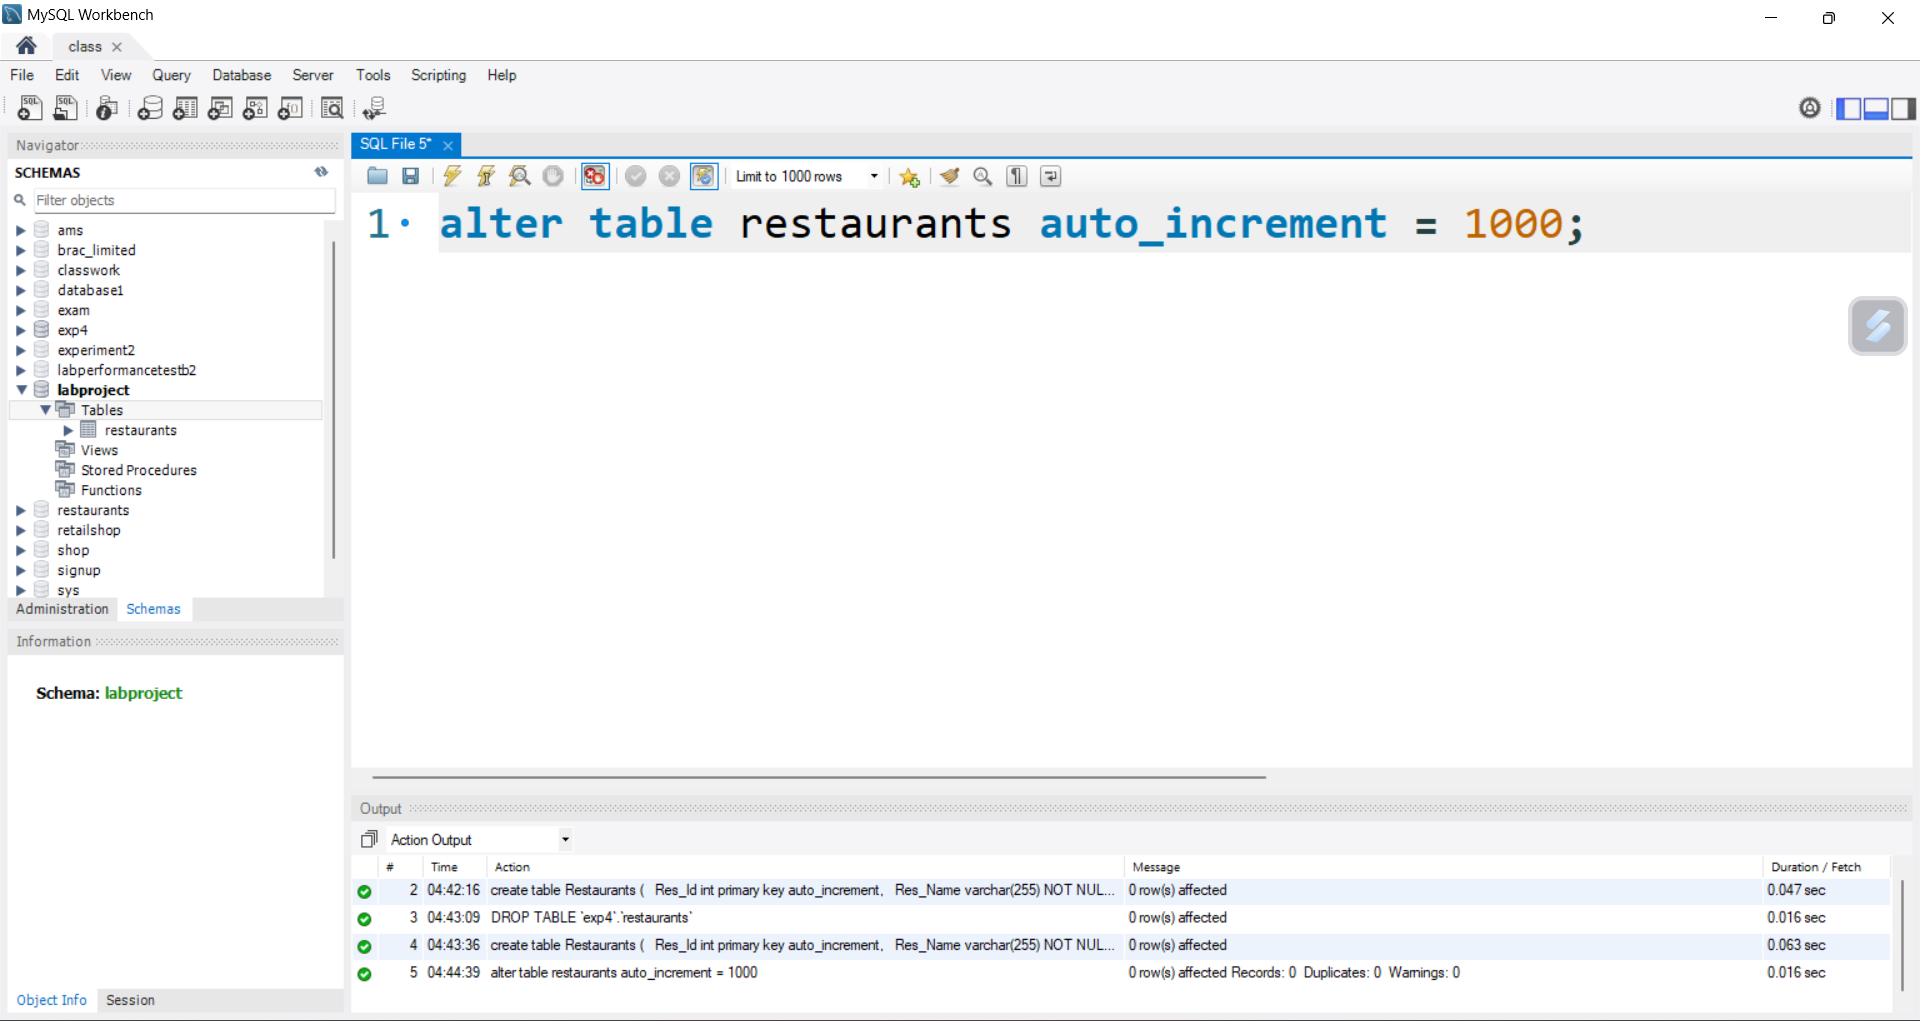 MySQL Workbench
class
File Edit View Query Database Server Tools Scripting Help
Navigator
SCHEMAS
Filter objects
ams
brac_limited
classwork
database1
exam
exp4
experiment2
labperformancetestb2
labproject
Tables
restaurants
Views
Stored Procedures
Functions
restaurants
retailshop
shop
signup
sys
Administration Schemas
Information
Schema: labproject
Object Info Session
SQL File 5*
Limit to 1000 rows
1 alter table restaurants auto_increment = 1000;
Output
Action Output
# Time Action Message Duration / Fetch
2 04:42:16 create table Restaurants ( Res_Id int primary key auto_increment, Res_Name varchar(255) NOT NUL... 0 row(s) affected 0.047 sec
3 04:43:09 DROP TABLE `exp4`.`restaurants` 0 row(s) affected 0.016 sec
4 04:43:36 create table Restaurants ( Res_Id int primary key auto_increment, Res_Name varchar(255) NOT NUL... 0 row(s) affected 0.063 sec
5 04:44:39 alter table restaurants auto_increment = 1000 0 row(s) affected Records: 0 Duplicates: 0 Warnings: 0 0.016 sec